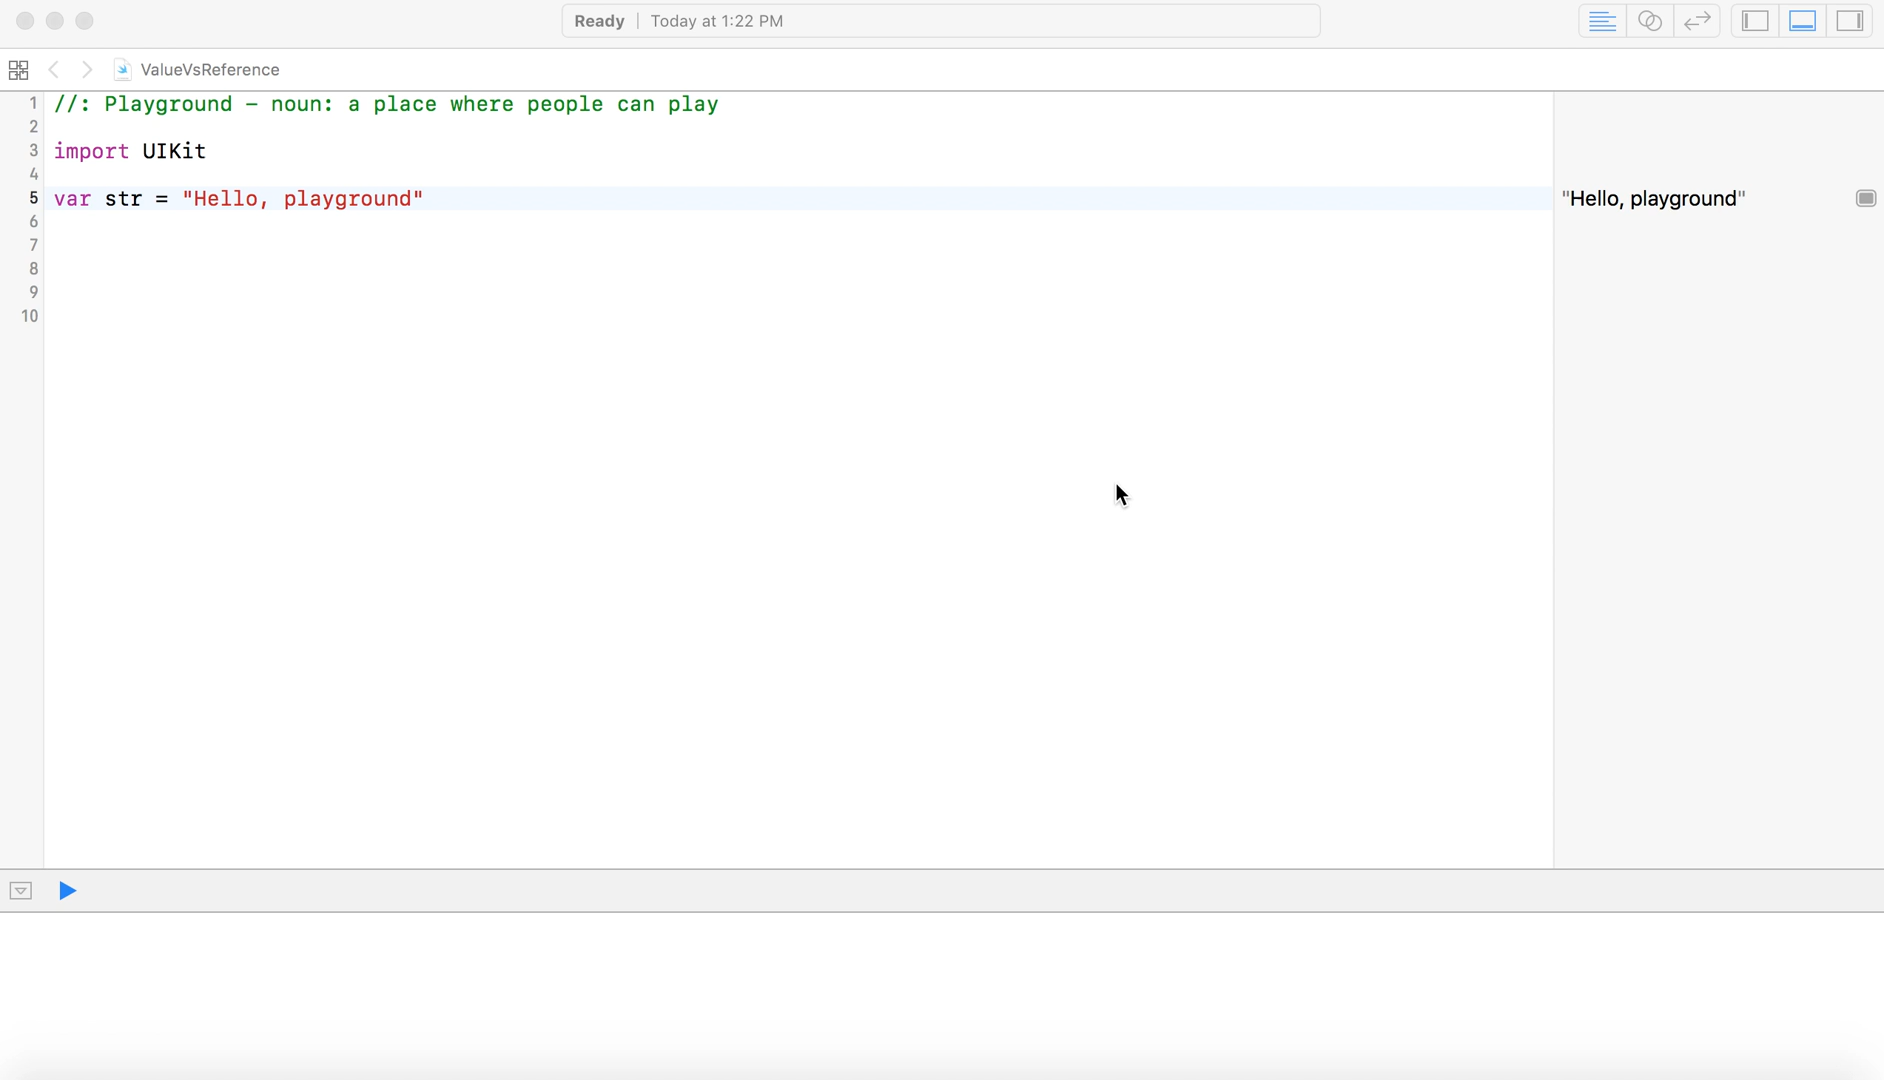 Ready | Today at 1:22 PM
ValueVsReference
1 //: Playground – noun: a place where people can play
2
3 import UIKit
4
5 var str = "Hello, playground" "Hello, playground"
6
7
8
9
10